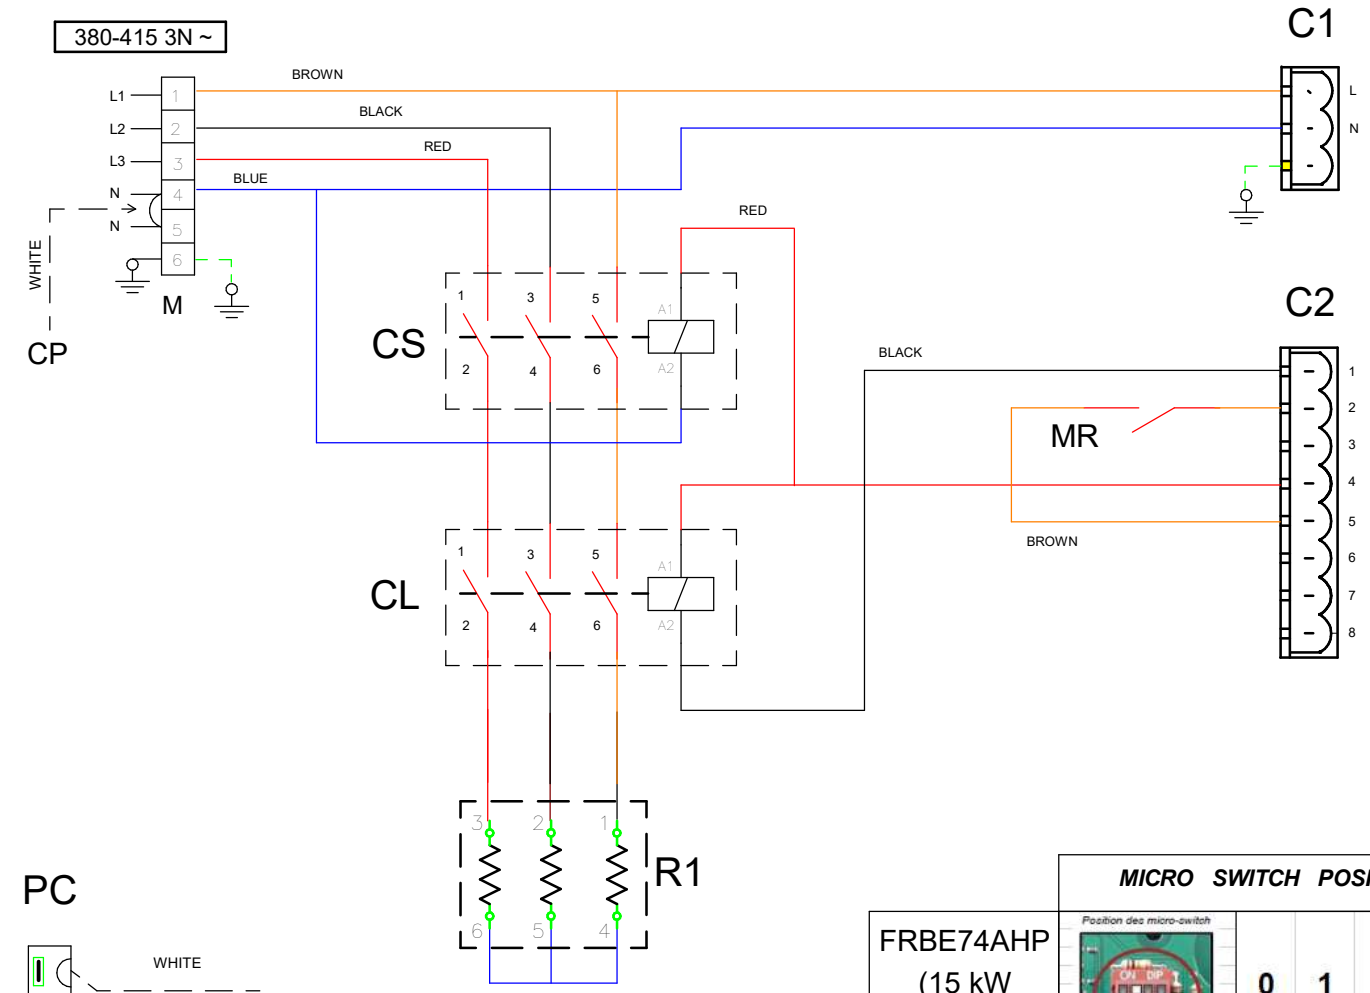 380-415 3N ~
C1
BROWN
L1
1
L
BLACK
L2
2
N
RED
L3
3
N
4
BLUE
N
5
WHITE
6
M
CP
RED
C2
CS
1
3
5
A1
2
4
6
A2
BLACK
1
2
MR
3
4
5
BROWN
6
7
8
CL
1
3
5
A1
2
4
6
A2
3
2
1
R1
6
5
4
PC
WHITE
MICRO SWITCH POSI
Position des micro-switch
FRBE74AHP
(15 kW
ON DIP
1
0
1